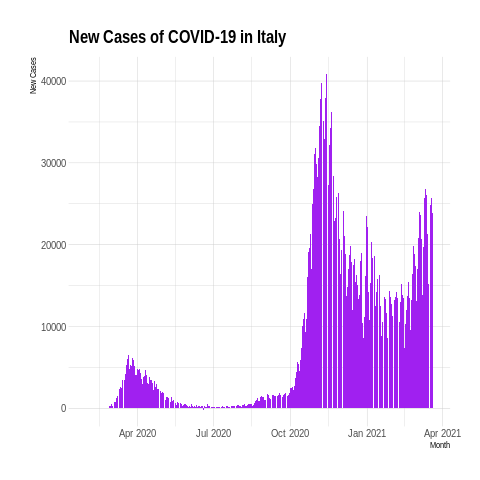 New Cases of COVID-19 in Italy
New Cases
40000
30000
20000
10000
0
Apr 2020 Jul 2020 Oct 2020 Jan 2021 Apr 2021
Month